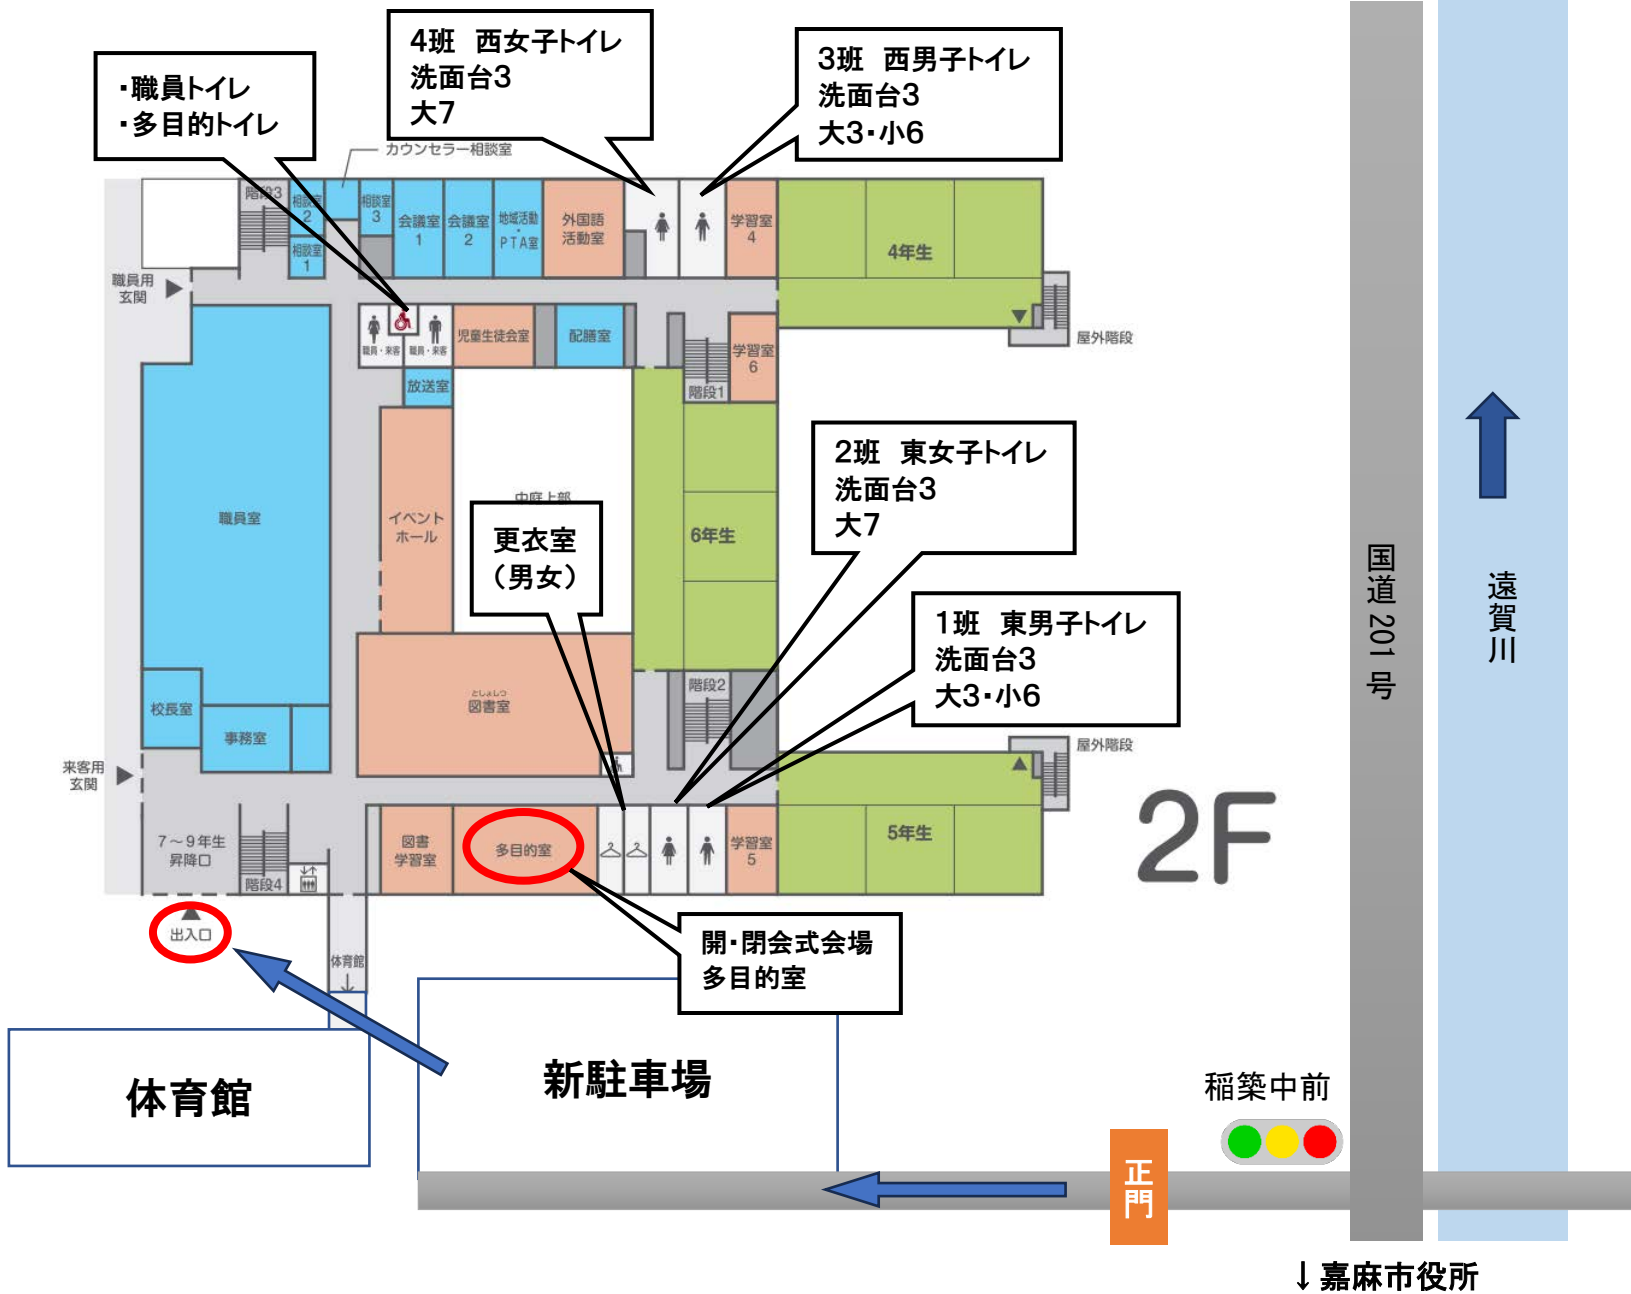 4班　西女子トイレ
洗面台3
大7
3班　西男子トイレ
洗面台3
大3・小6
・職員トイレ
・多目的トイレ
カウンセラー相談室
階段3
相談室
2
相談室
1
相談室
3
会議室
1
会議室
2
地域活動
・
PTA室
外国語
活動室
学習室
4
4年生
職員用
玄関
屋外階段
職員・来客
職員・来客
児童生徒会室
配膳室
階段1
学習室
6
放送室
職員室
イベント
ホール
中庭上部
6年生
更衣室
（男女）
2班　東女子トイレ
洗面台3
大7
1班　東男子トイレ
洗面台3
大3・小6
国道201号
遠賀川
校長室
事務室
としょしつ
図書室
階段2
屋外階段
来客用
玄関
7～9年生
昇降口
階段4
図書
学習室
多目的室
学習室
5
5年生
2F
出入口
体育館
↓
開・閉会式会場
多目的室
体育館
新駐車場
稲築中前
正門
↓嘉麻市役所